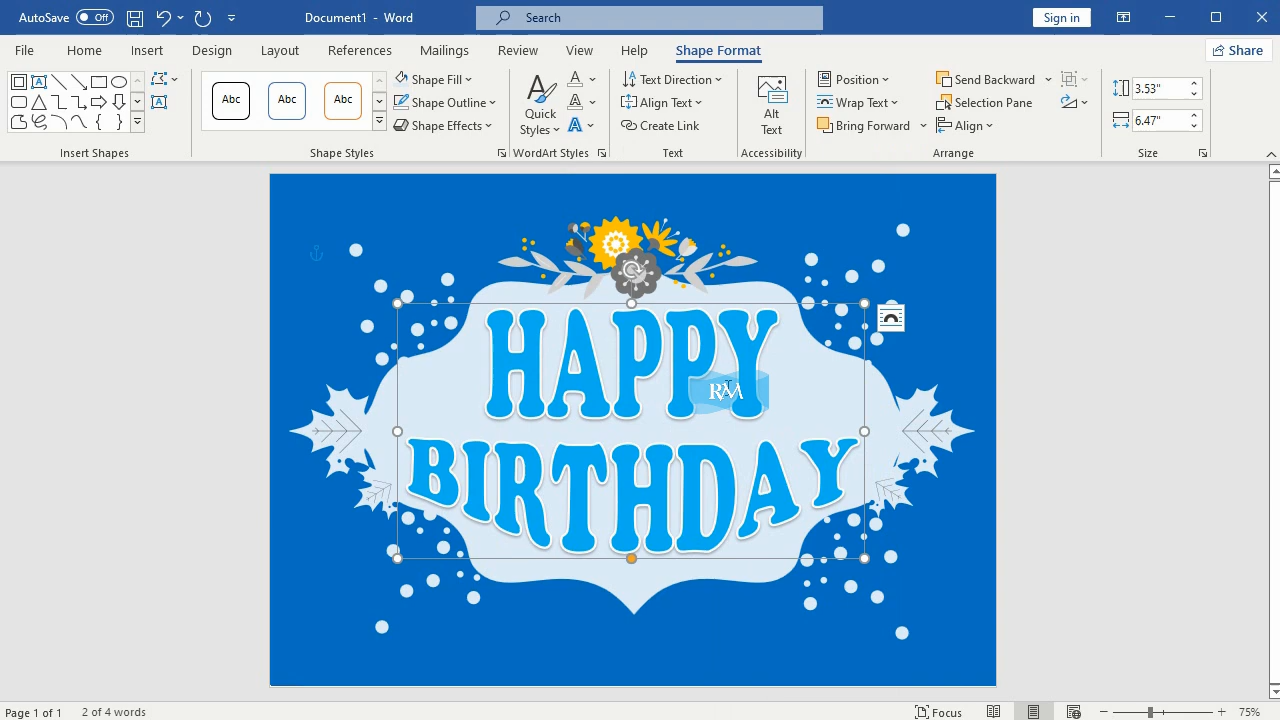 AutoSave Off Document1 - Word Search Sign in
File Home Insert Design Layout References Mailings Review View Help Shape Format Share
Insert Shapes
Abc Abc Abc
Shape Fill
Shape Outline
Shape Effects
Shape Styles
Quick Styles
WordArt Styles
Text Direction
Align Text
Create Link
Text
Alt Text
Accessibility
Position
Wrap Text
Bring Forward
Send Backward
Selection Pane
Align
Arrange
3.53"
6.47"
Size
HAPPY
RM
BIRTHDAY
Page 1 of 1 2 of 4 words Focus 75%